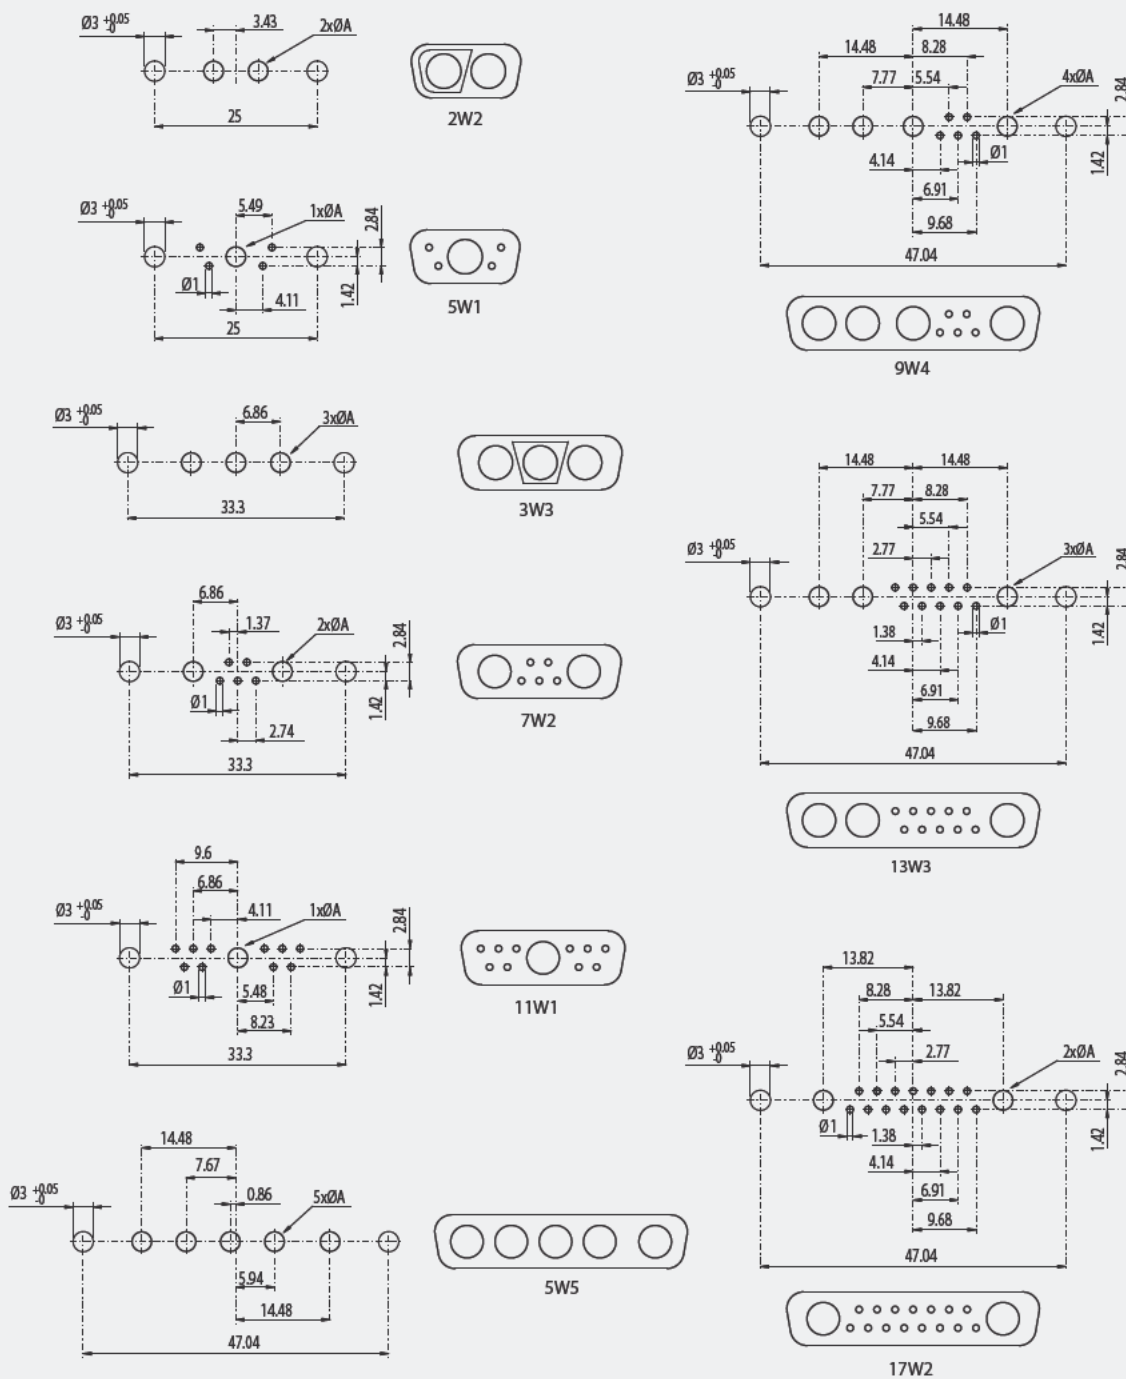 Ø3 +0.05 -0
3.43
2xØA
25
2W2
Ø3 +0.05 -0
5.49
1xØA
2.84
1.42
Ø1
4.11
25
5W1
Ø3 +0.05 -0
6.86
3xØA
33.3
3W3
Ø3 +0.05 -0
6.86
1.37
2xØA
2.84
1.42
Ø1
2.74
33.3
7W2
Ø3 +0.05 -0
9.6
6.86
4.11
1xØA
2.84
1.42
Ø1
5.48
8.23
33.3
11W1
Ø3 +0.05 -0
14.48
7.67
0.86
5xØA
5.94
14.48
47.04
5W5
14.48
14.48
8.28
7.77
5.54
Ø3 +0.05 -0
4xØA
2.84
1.42
Ø1
4.14
6.91
9.68
47.04
9W4
14.48
14.48
7.77
8.28
5.54
2.77
Ø3 +0.05 -0
3xØA
2.84
1.42
Ø1
1.38
4.14
6.91
9.68
47.04
13W3
13.82
8.28
13.82
5.54
2.77
Ø3 +0.05 -0
2xØA
2.84
1.42
Ø1
1.38
4.14
6.91
9.68
47.04
17W2